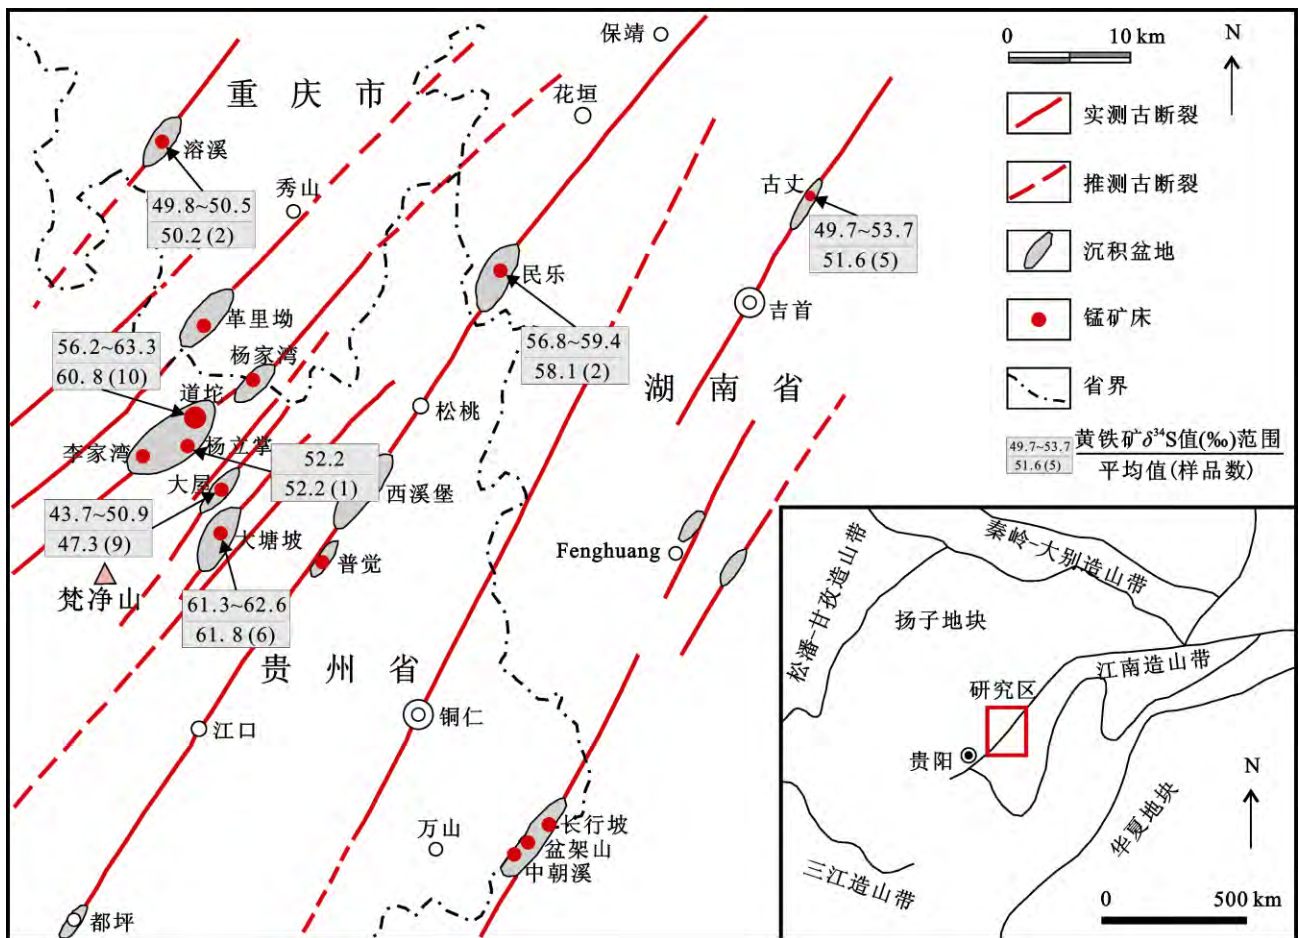 保靖
0 10 km
N
重庆市
花垣
实测古断裂
溶溪
古丈
推测古断裂
秀山
49.8~50.5
50.2(2)
49.7~53.7
51.6(5)
沉积盆地
民乐
吉首
革里坳
锰矿床
56.8~59.4
58.1(2)
56.2~63.3
60.8(10)
杨家湾
湖南省
省界
道坨
松桃
49.7~53.7
51.6(5)
黄铁矿δ³⁴S值(‰)范围
平均值(样品数)
李家湾
杨立掌
52.2
52.2(1)
大屋
西溪堡
43.7~50.9
47.3(9)
大塘坡
普觉
Fenghuang
梵净山
61.3~62.6
61.8(6)
贵州省
江口
铜仁
万山
长行坡
盆架山
中朝溪
都坪
秦岭-大别造山带
松潘-甘孜造山带
扬子地块
江南造山带
研究区
贵阳
N
华夏地块
三江造山带
0 500 km